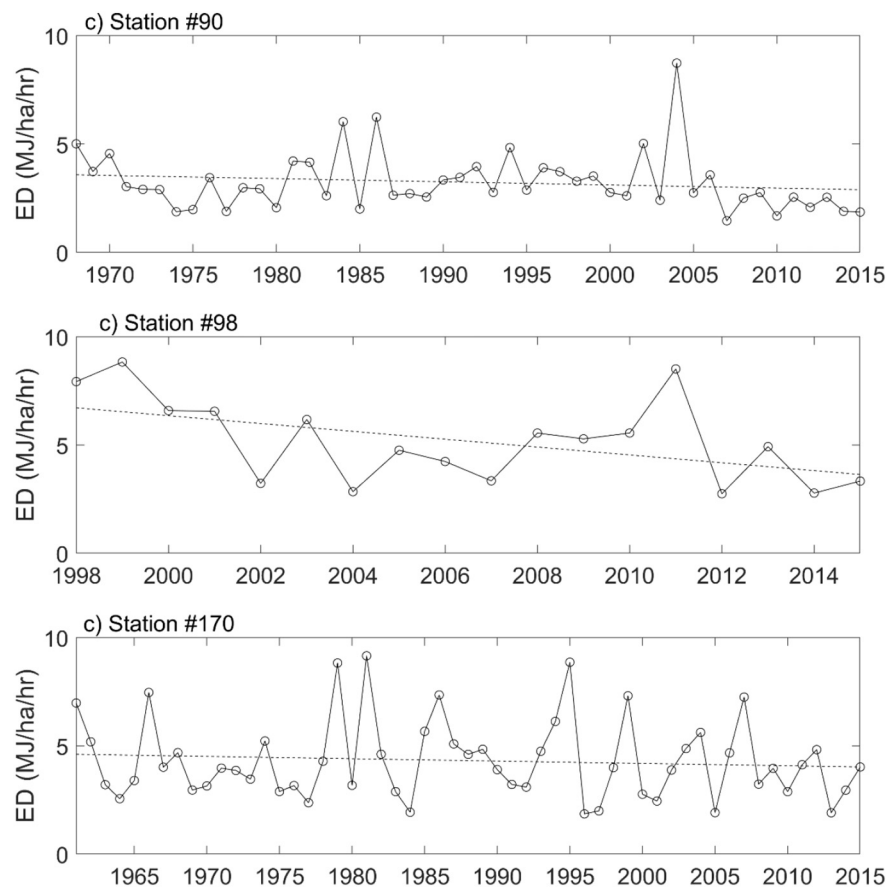 c) Station #90
10
5
0
ED (MJ/ha/hr)
1970 1975 1980 1985 1990 1995 2000 2005 2010 2015
c) Station #98
10
5
0
ED (MJ/ha/hr)
1998 2000 2002 2004 2006 2008 2010 2012 2014
c) Station #170
10
5
0
ED (MJ/ha/hr)
1965 1970 1975 1980 1985 1990 1995 2000 2005 2010 2015